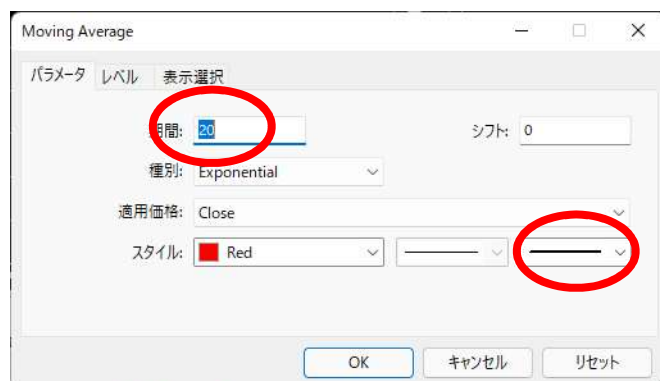 Moving Average
パラメータ レベル 表示選択
期間: 20 シフト: 0
種別: Exponential
適用価格: Close
スタイル: Red
OK キャンセル リセット